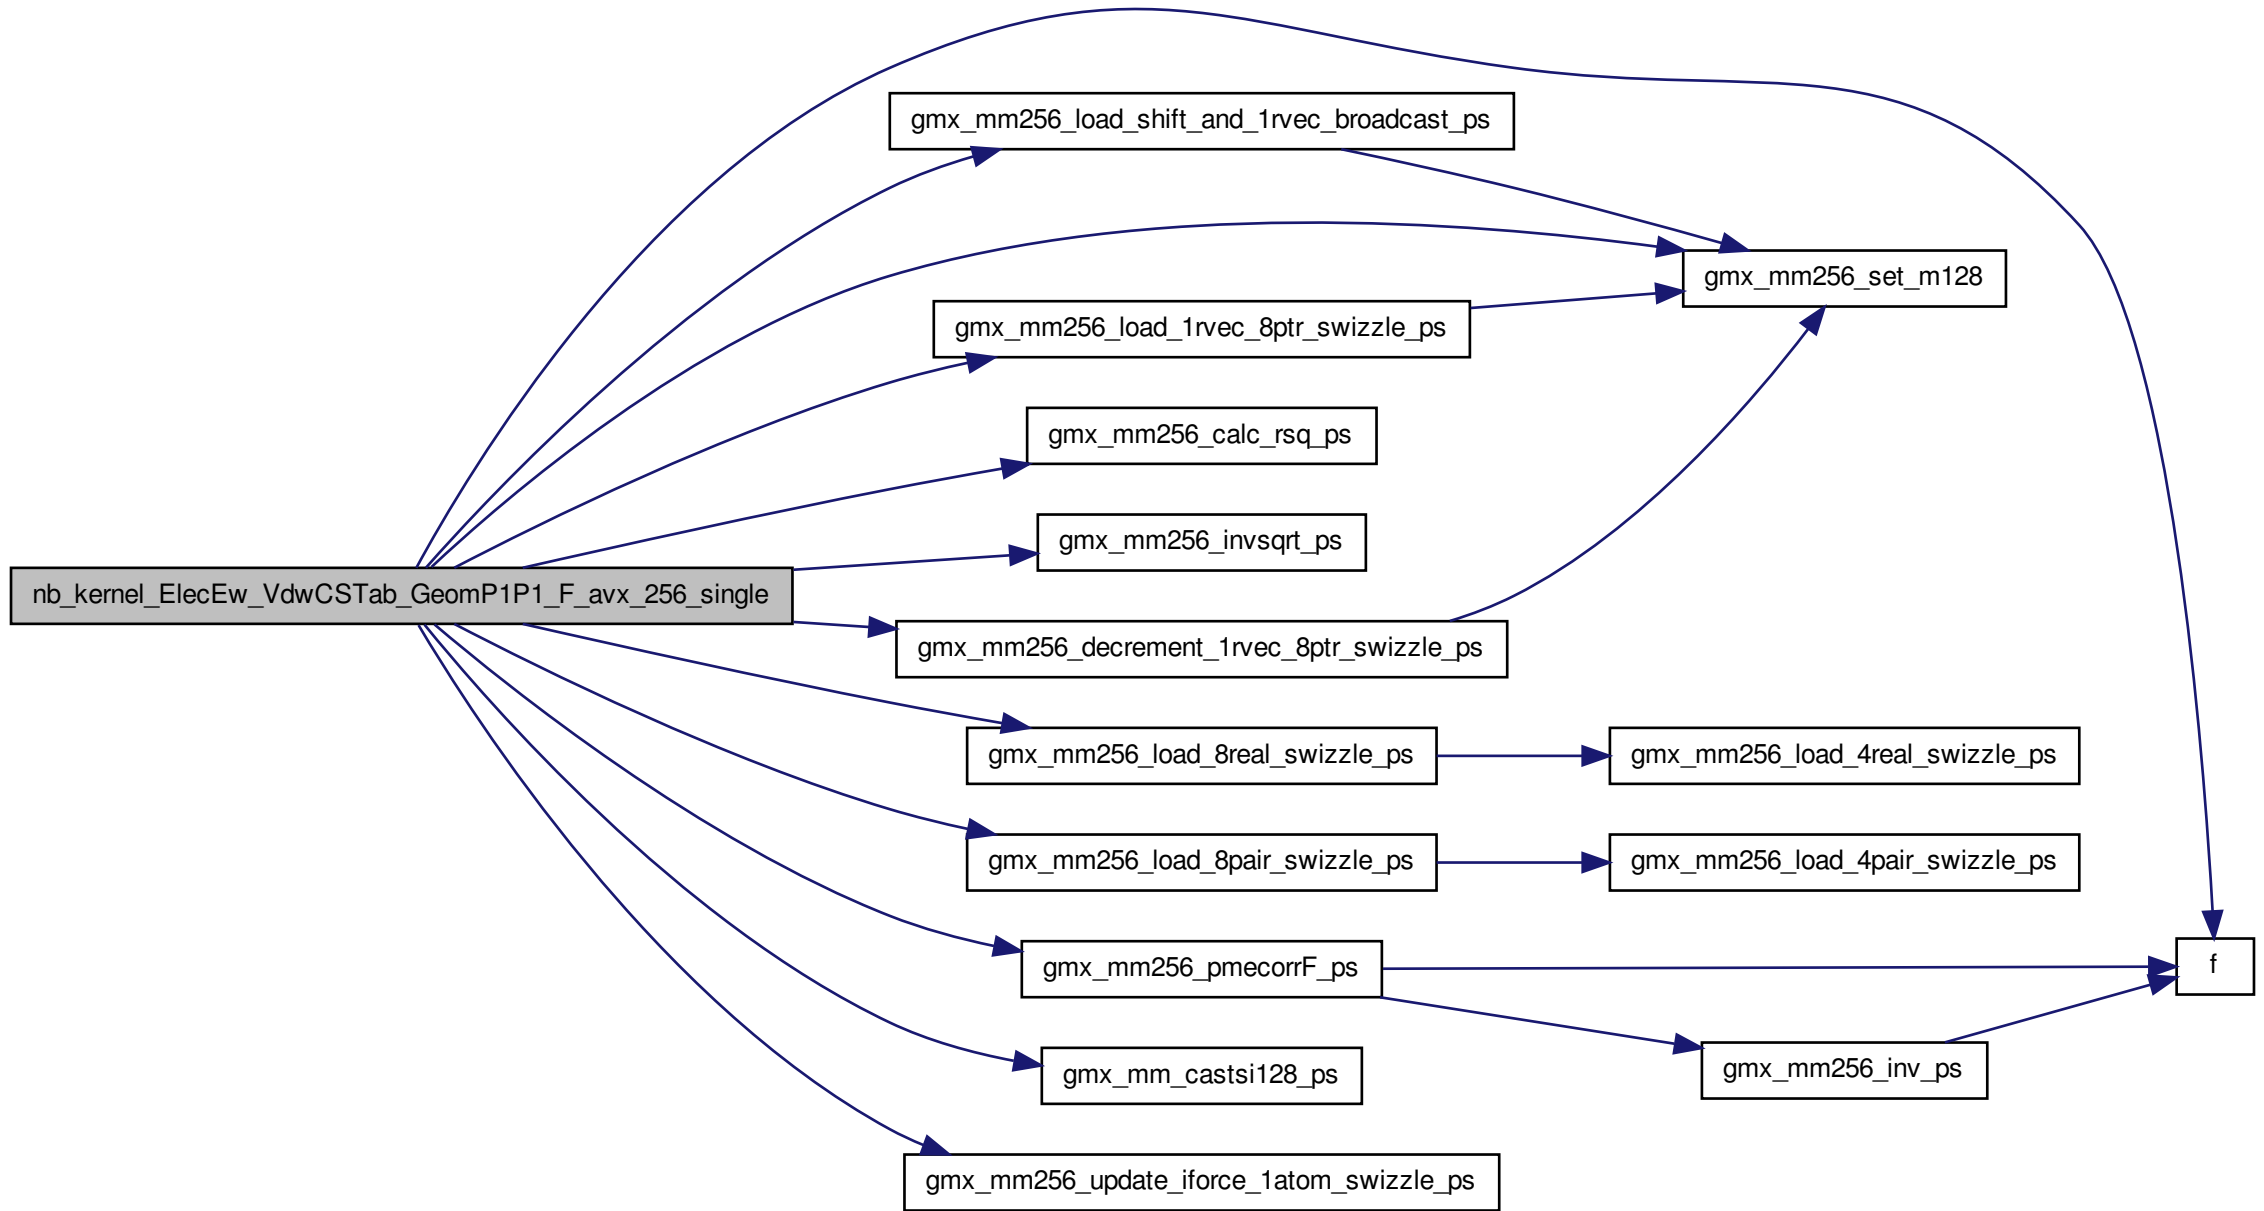 gmx_mm256_load_shift_and_1rvec_broadcast_ps
gmx_mm256_set_m128
gmx_mm256_load_1rvec_8ptr_swizzle_ps
gmx_mm256_calc_rsq_ps
gmx_mm256_invsqrt_ps
nb_kernel_ElecEw_VdwCSTab_GeomP1P1_F_avx_256_single
gmx_mm256_decrement_1rvec_8ptr_swizzle_ps
gmx_mm256_load_8real_swizzle_ps
gmx_mm256_load_4real_swizzle_ps
gmx_mm256_load_8pair_swizzle_ps
gmx_mm256_load_4pair_swizzle_ps
gmx_mm256_pmecorrF_ps
f
gmx_mm256_inv_ps
gmx_mm_castsi128_ps
gmx_mm256_update_iforce_1atom_swizzle_ps